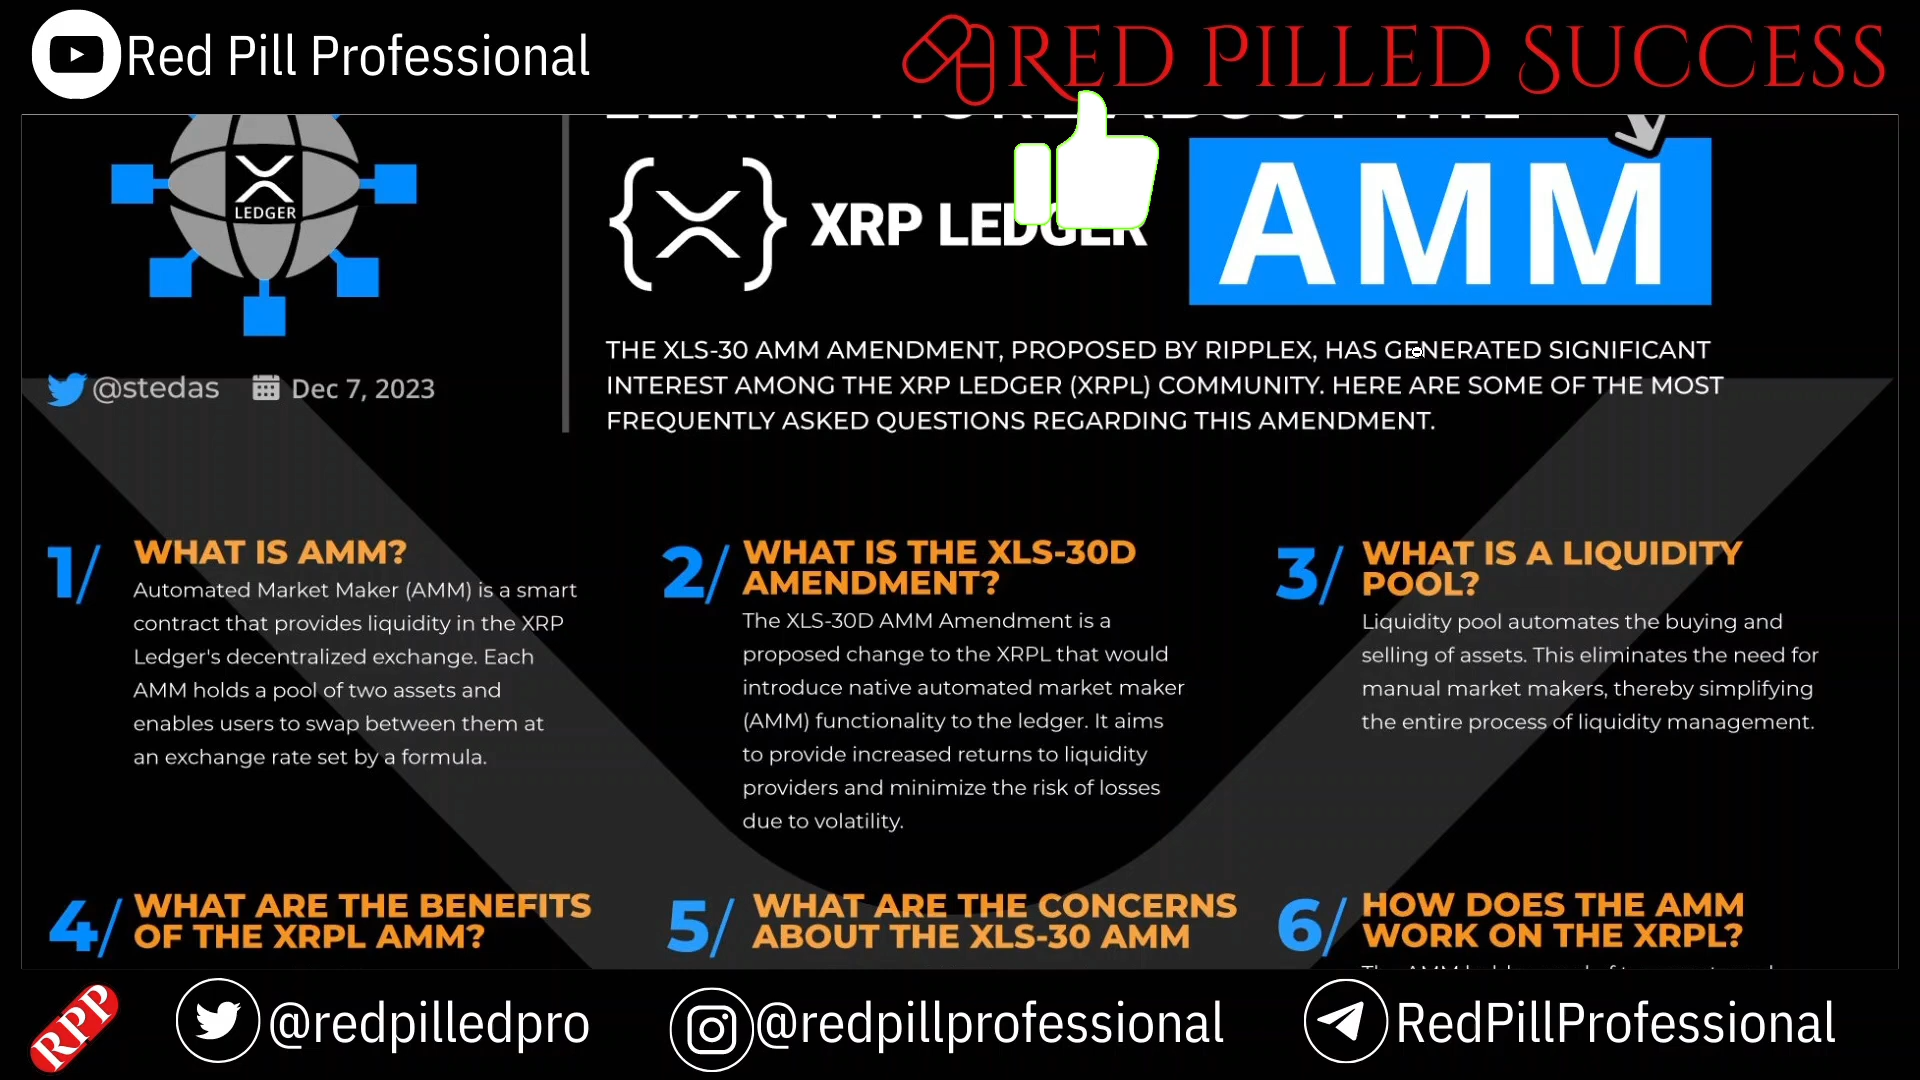 Red Pill Professional
RED PILLED SUCCESS
LEARN MORE ABOUT THE
LEDGER
XRP LEDGER
AMM
@stedas
Dec 7, 2023
THE XLS-30 AMM AMENDMENT, PROPOSED BY RIPPLEX, HAS GENERATED SIGNIFICANT
INTEREST AMONG THE XRP LEDGER (XRPL) COMMUNITY. HERE ARE SOME OF THE MOST
FREQUENTLY ASKED QUESTIONS REGARDING THIS AMENDMENT.
1/
WHAT IS AMM?
Automated Market Maker (AMM) is a smart
contract that provides liquidity in the XRP
Ledger's decentralized exchange. Each
AMM holds a pool of two assets and
enables users to swap between them at
an exchange rate set by a formula.
2/
WHAT IS THE XLS-30D
AMENDMENT?
The XLS-30D AMM Amendment is a
proposed change to the XRPL that would
introduce native automated market maker
(AMM) functionality to the ledger. It aims
to provide increased returns to liquidity
providers and minimize the risk of losses
due to volatility.
3/
WHAT IS A LIQUIDITY
POOL?
Liquidity pool automates the buying and
selling of assets. This eliminates the need for
manual market makers, thereby simplifying
the entire process of liquidity management.
4/
WHAT ARE THE BENEFITS
OF THE XRPL AMM?
5/
WHAT ARE THE CONCERNS
ABOUT THE XLS-30 AMM
6/
HOW DOES THE AMM
WORK ON THE XRPL?
RPP
@redpilledpro
@redpillprofessional
RedPillProfessional